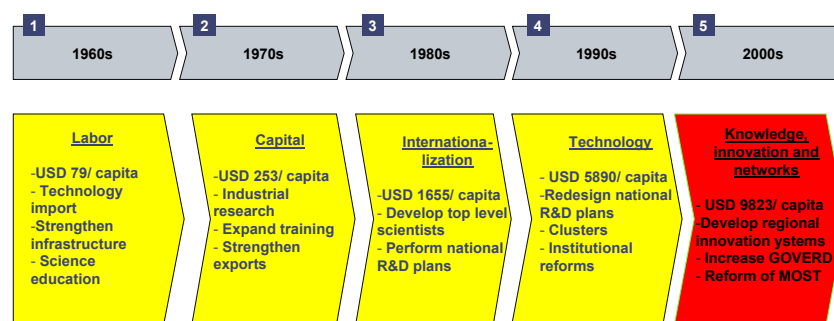 1
1960s
2
1970s
3
1980s
4
1990s
5
2000s
Labor
-USD 79/ capita
- Technology
import
-Strengthen
infrastructure
- Science
education
Capital
-USD 253/ capita
- Industrial
research
- Expand training
- Strengthen
exports
Internationa-
lization
-USD 1655/ capita
- Develop top level
scientists
- Perform national
R&D plans
Technology
- USD 5890/ capita
-Redesign national
R&D plans
- Clusters
- Institutional
reforms
Knowledge,
innovation and
networks
- USD 9823/ capita
-Develop regional
innovation ystems
- Increase GOVERD
- Reform of MOST